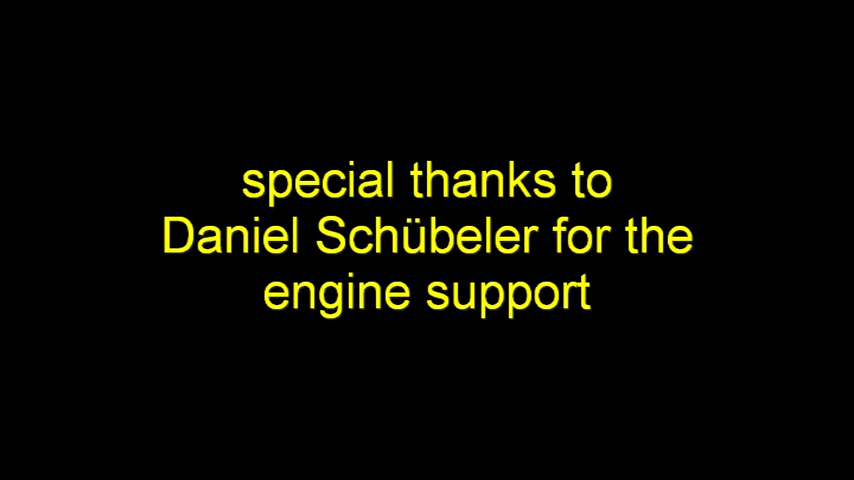 special thanks to
Daniel Schübeler for the
engine support